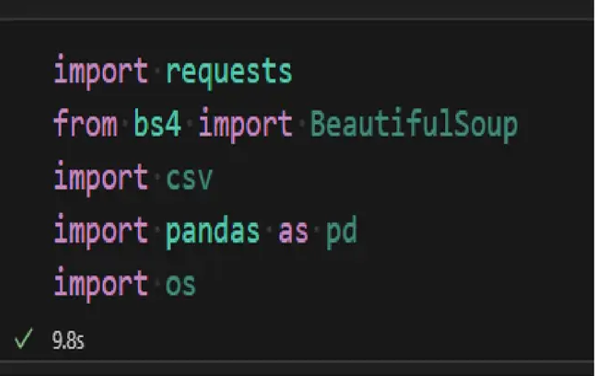 import requests
from bs4 import BeautifulSoup
import csv
import pandas as pd
import os
✓ 9.8s